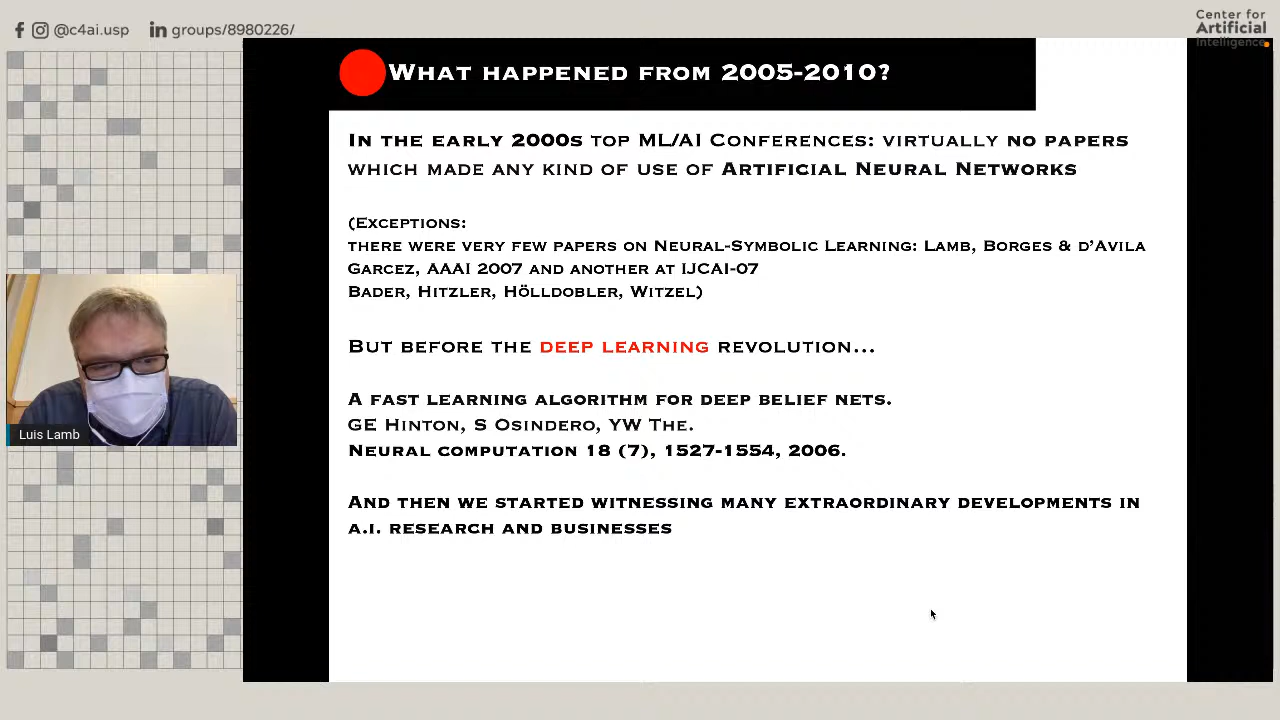 @c4ai.usp
groups/8980226/
Center for
Artificial
Intelligence
What happened from 2005-2010?
In the early 2000s top ML/AI Conferences: virtually no papers
which made any kind of use of Artificial Neural Networks
(Exceptions:
there were very few papers on Neural-Symbolic Learning: Lamb, Borges & d'Avila
Garcez, AAAI 2007 and another at IJCAI-07
Bader, Hitzler, Hölldobler, Witzel)
But before the deep learning revolution...
A fast learning algorithm for deep belief nets.
GE Hinton, S Osindero, YW The.
Neural computation 18 (7), 1527-1554, 2006.
And then we started witnessing many extraordinary developments in
A.I. research and businesses
Luis Lamb